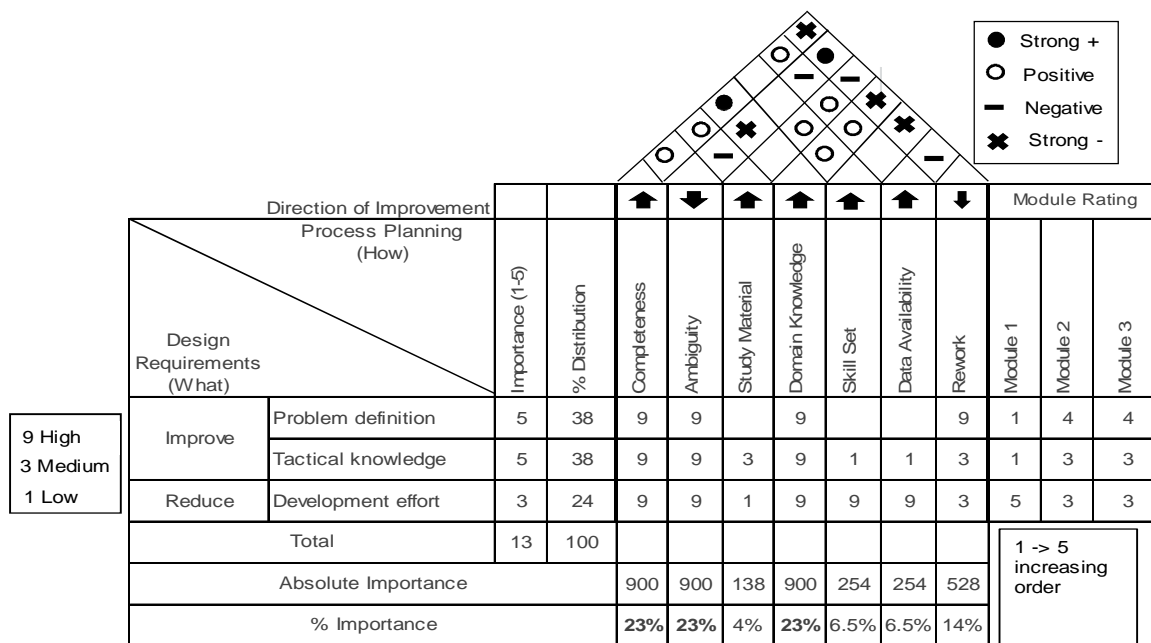 Strong +
Positive
Negative
Strong -
Direction of Improvement
Module Rating
Process Planning
(How)
Design
Requirements
(What)
Importance (1-5)
% Distribution
Completeness
Ambiguity
Study Material
Domain Knowledge
Skill Set
Data Availability
Rework
Module 1
Module 2
Module 3
9 High
3 Medium
1 Low
Improve
Problem definition 5 38 9 9 9 9 1 4 4
Tactical knowledge 5 38 9 9 3 9 1 1 3 1 3 3
Reduce Development effort 3 24 9 9 1 9 9 9 3 5 3 3
Total 13 100
Absolute Importance 900 900 138 900 254 254 528
% Importance 23% 23% 4% 23% 6.5% 6.5% 14%
1 -> 5
increasing
order